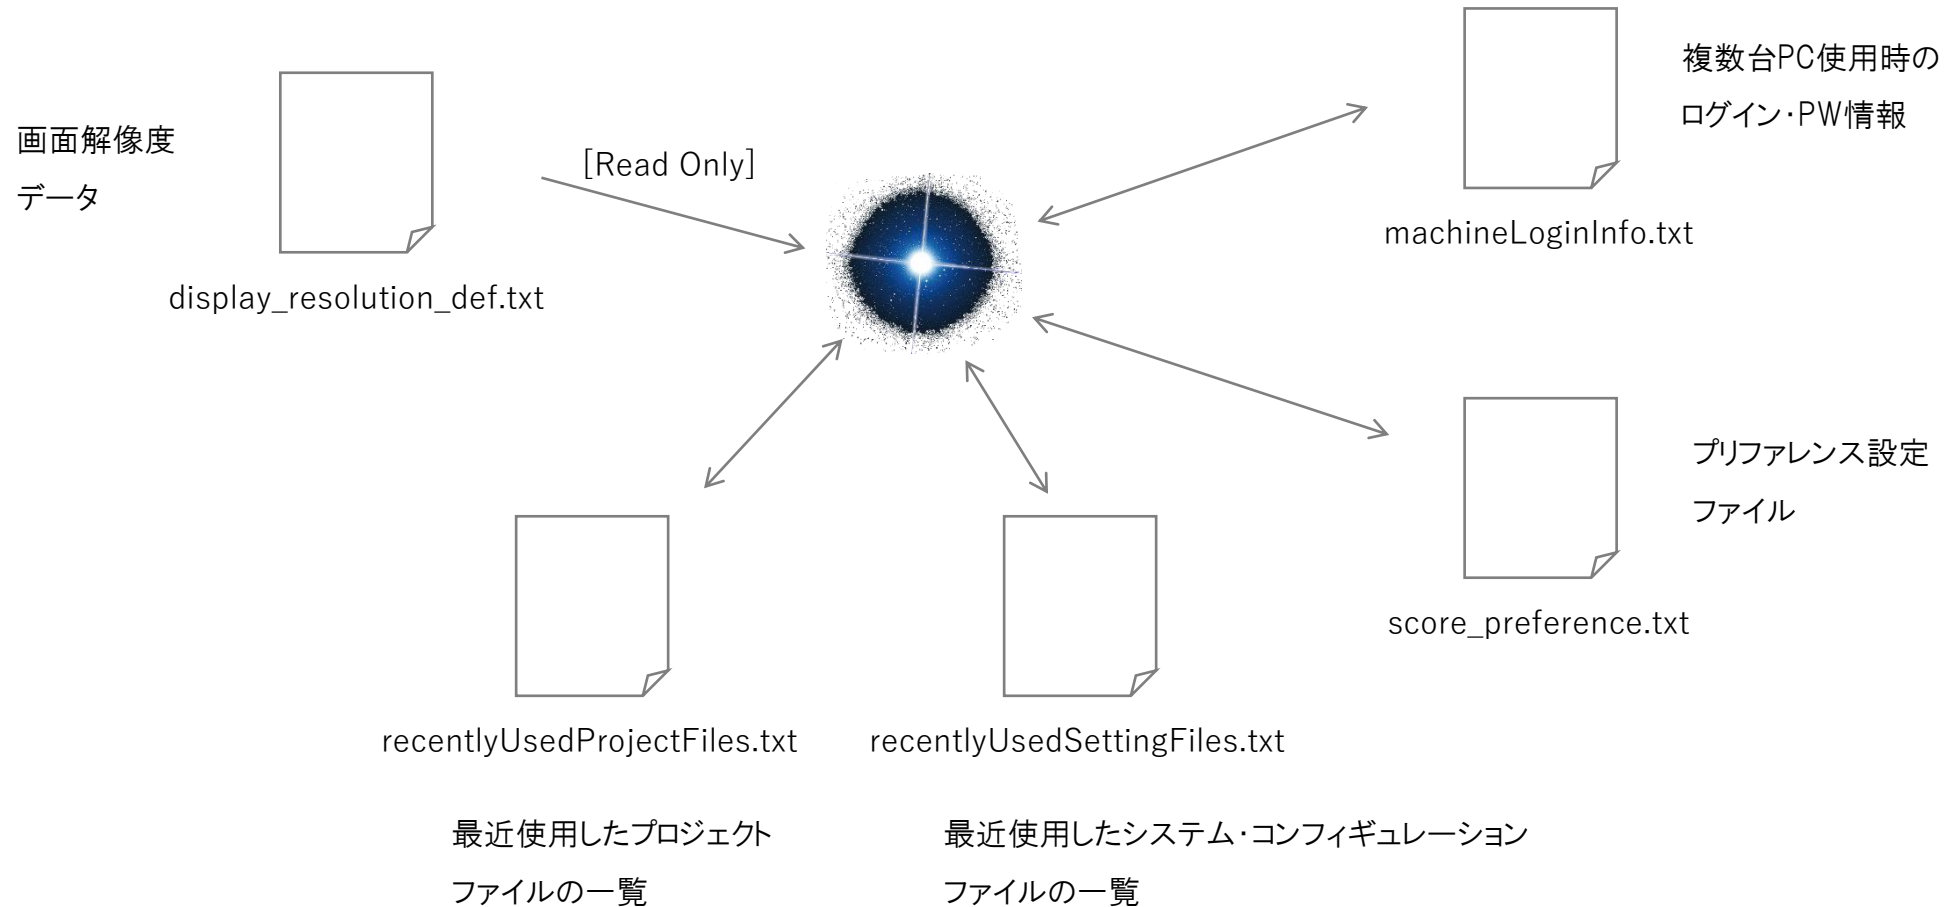 画面解像度
データ
display_resolution_def.txt
[Read Only]
複数台PC使用時の
ログイン・PW情報
machineLoginInfo.txt
プリファレンス設定
ファイル
score_preference.txt
recentlyUsedProjectFiles.txt
最近使用したプロジェクト
ファイルの一覧
recentlyUsedSettingFiles.txt
最近使用したシステム・コンフィギュレーション
ファイルの一覧